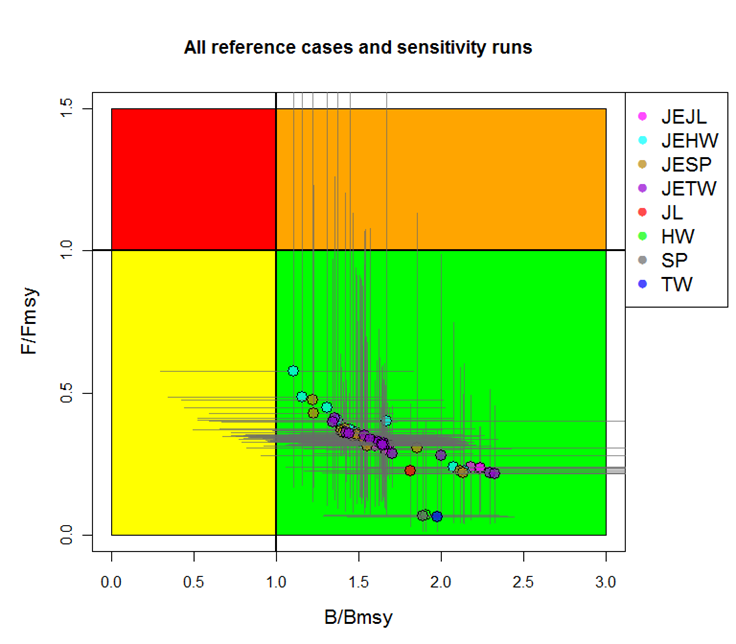 All reference cases and sensitivity runs
JEJL
JEHW
JESP
JETW
JL
HW
SP
TW
F/Fmsy
1.5
1.0
0.5
0.0
0.0 0.5 1.0 1.5 2.0 2.5 3.0
B/Bmsy